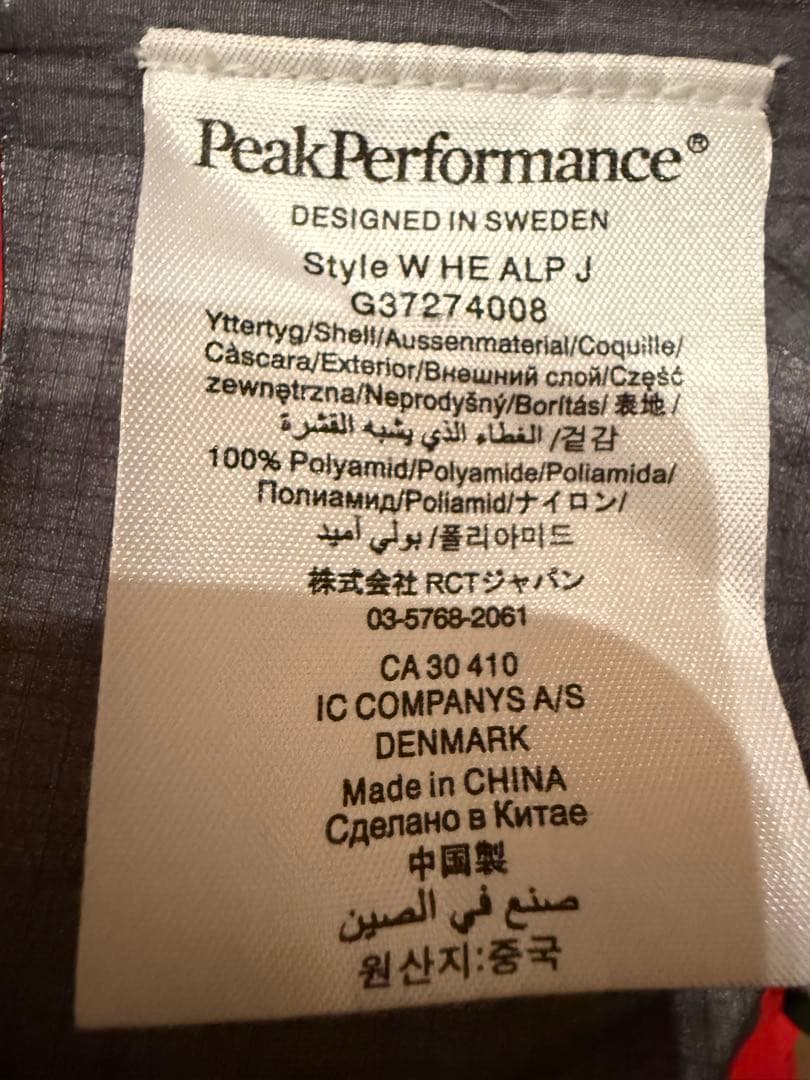 PeakPerformance®
DESIGNED IN SWEDEN
Style W HE ALP J
G37274008
Yttertyg/Shell/Aussenmaterial/Coquille/
Càscara/Exterior/Внешний слой/Część
zewnętrzna/Neprodyšný/Borítás/表地/
겉감/ الغطاء الذي يشبه القشرة
100% Polyamid/Polyamide/Poliamida/
Полиамид/Poliamid/ナイロン/
폴리아미드/بولي أميد
株式会社 RCTジャパン
03-5768-2061
CA 30 410
IC COMPANYS A/S
DENMARK
Made in CHINA
Сделано в Китае
中国製
صنع في الصين
원산지:중국